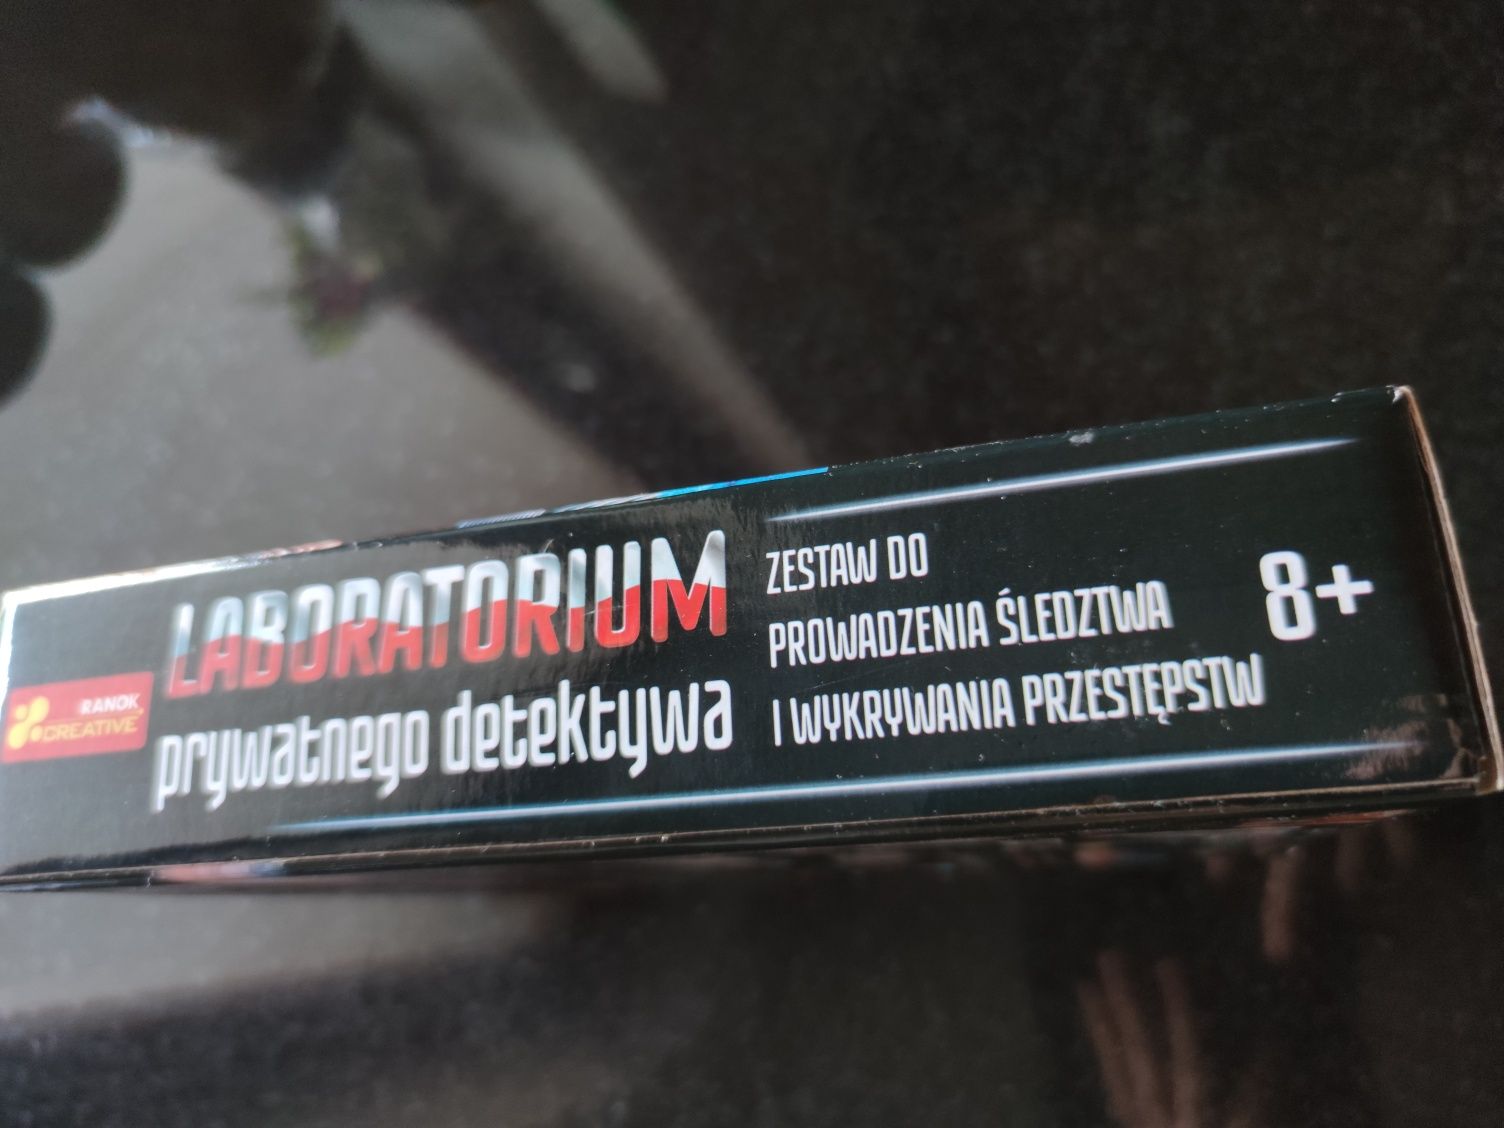 RANOK
CREATIVE
LABORATORIUM
prywatnego detektywa
ZESTAW DO
PROWADZENIA ŚLEDZTWA
I WYKRYWANIA PRZESTĘPSTW
8+